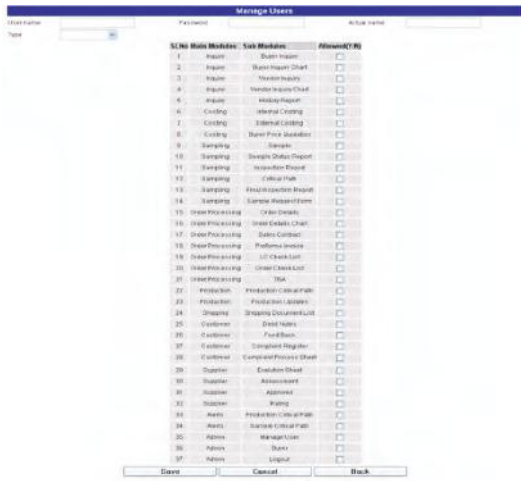 Manage Users
Username Password Actual name
Type
Sl.No Main Modules Sub Modules Allowed(Y/N)
1 Inquire Buyer Inquire
2 Inquire Buyer Inquire Chart
3 Inquire Vendor Inquiry
4 Inquire Vendor Inquiry Chart
5 Inquire History Report
6 Costing Internal Costing
7 Costing External Costing
8 Costing Buyer Price Quotation
9 Sampling Sample
10 Sampling Sample Status Report
11 Sampling Inspection Report
12 Sampling Critical Path
13 Sampling Final Inspection Report
14 Sampling Sample Request Form
15 Order Processing Order Details
16 Order Processing Order Details Chart
17 Order Processing Sales Contract
18 Order Processing Proforma Invoice
19 Order Processing LC Check List
20 Order Processing Order Check List
21 Order Processing TNA
22 Production Production Critical Path
23 Production Production Updates
24 Shipping Shipping Document List
25 Customer Debit Notes
26 Customer Feed Back
27 Customer Complaint Register
28 Customer Complaint Process Sheet
29 Supplier Evalution Sheet
30 Supplier Assessment
31 Supplier Approved
32 Supplier Rating
33 Alerts Production Critical Path
34 Alerts Sample Critical Path
35 Admin Manage User
36 Admin Buyer
37 Admin Logout
Save Cancel Back